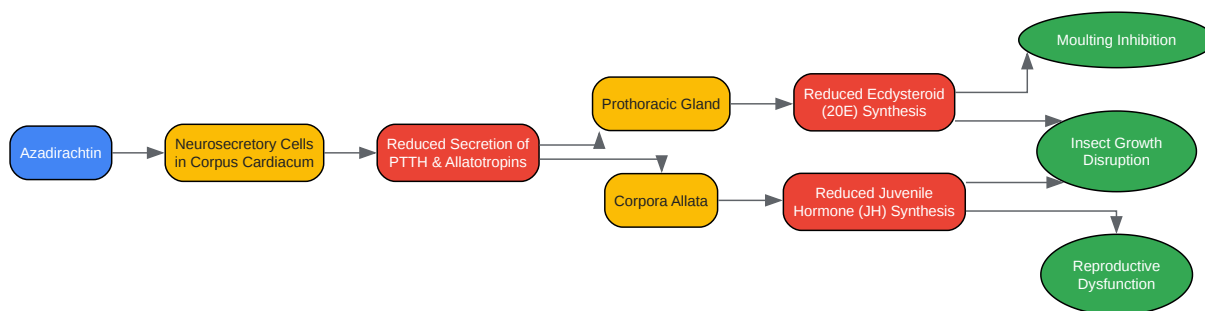 Azadirachtin
Neurosecretory Cells
in Corpus Cardiacum
Reduced Secretion of
PTTH & Allatotropins
Prothoracic Gland
Corpora Allata
Reduced Ecdysteroid
(20E) Synthesis
Reduced Juvenile
Hormone (JH) Synthesis
Moulting Inhibition
Insect Growth
Disruption
Reproductive
Dysfunction